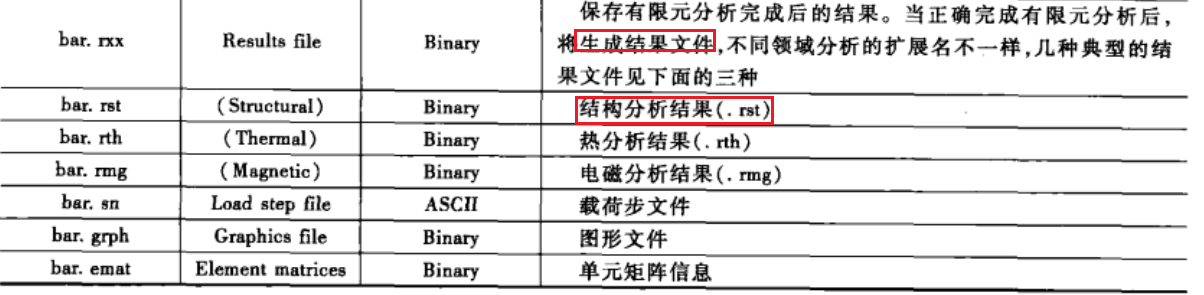 保存有限元分析完成后的结果。当正确完成有限元分析后,
bar. rxx Results file Binary 将生成结果文件,不同领域分析的扩展名不一样,几种典型的结
果文件见下面的三种
bar. rst (Structural) Binary 结构分析结果(. rst)
bar. rth (Thermal) Binary 热分析结果(. rth)
bar. rmg (Magnetic) Binary 电磁分析结果(. rmg)
bar. sn Load step file ASCII 载荷步文件
bar. grph Graphics file Binary 图形文件
bar. emat Element matrices Binary 单元矩阵信息